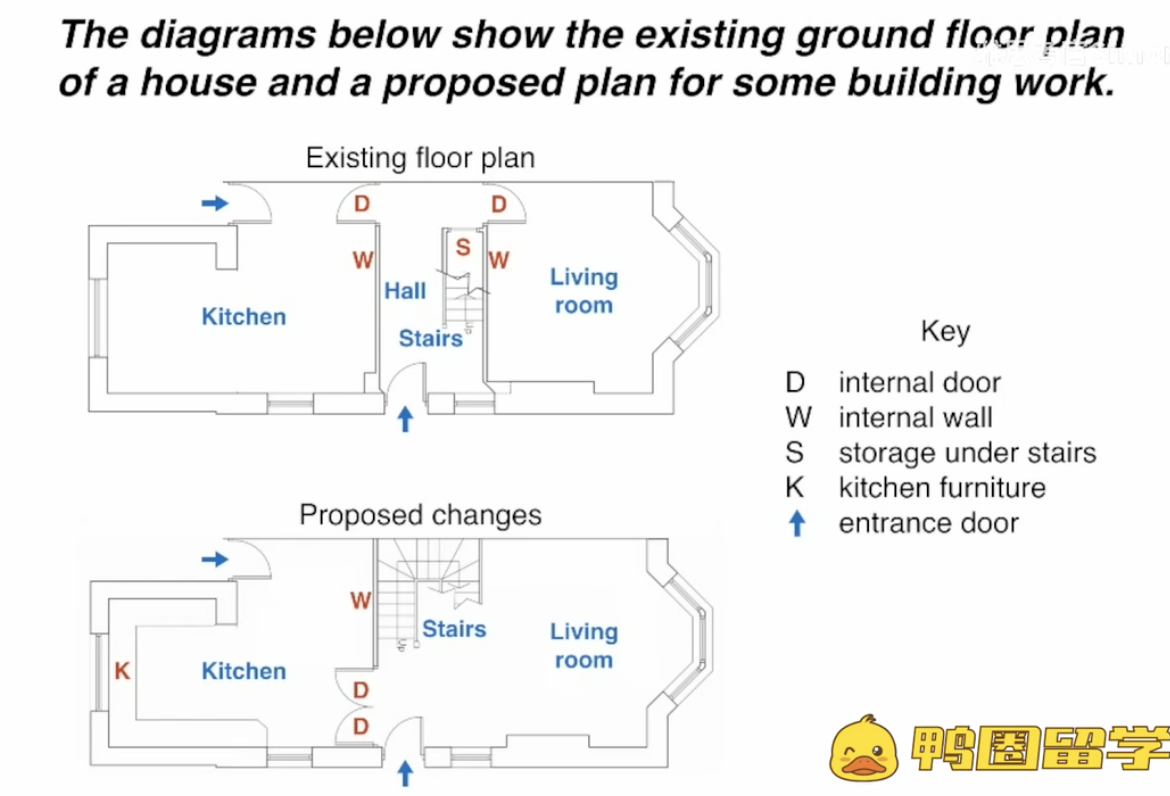 The diagrams below show the existing ground floor plan
of a house and a proposed plan for some building work.
Existing floor plan
D
D
S
W
W
Hall
Living
room
Kitchen
Stairs
up
Key
D internal door
W internal wall
S storage under stairs
K kitchen furniture
entrance door
Proposed changes
W
Stairs
Living
room
up
K
Kitchen
D
D
鸭圈留学